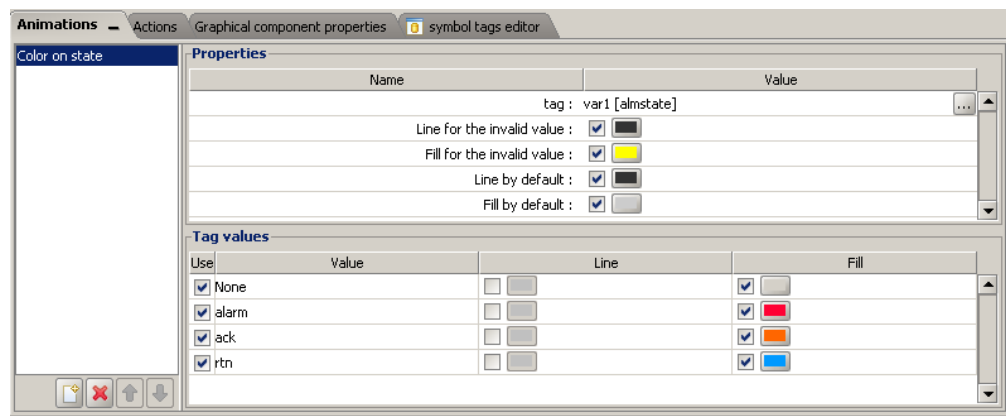 Animations Actions Graphical component properties symbol tags editor
Color on state
Properties
Name Value
tag : var1 [almstate] ...
Line for the invalid value :
Fill for the invalid value :
Line by default :
Fill by default :
Tag values
Use Value Line Fill
None
alarm
ack
rtn